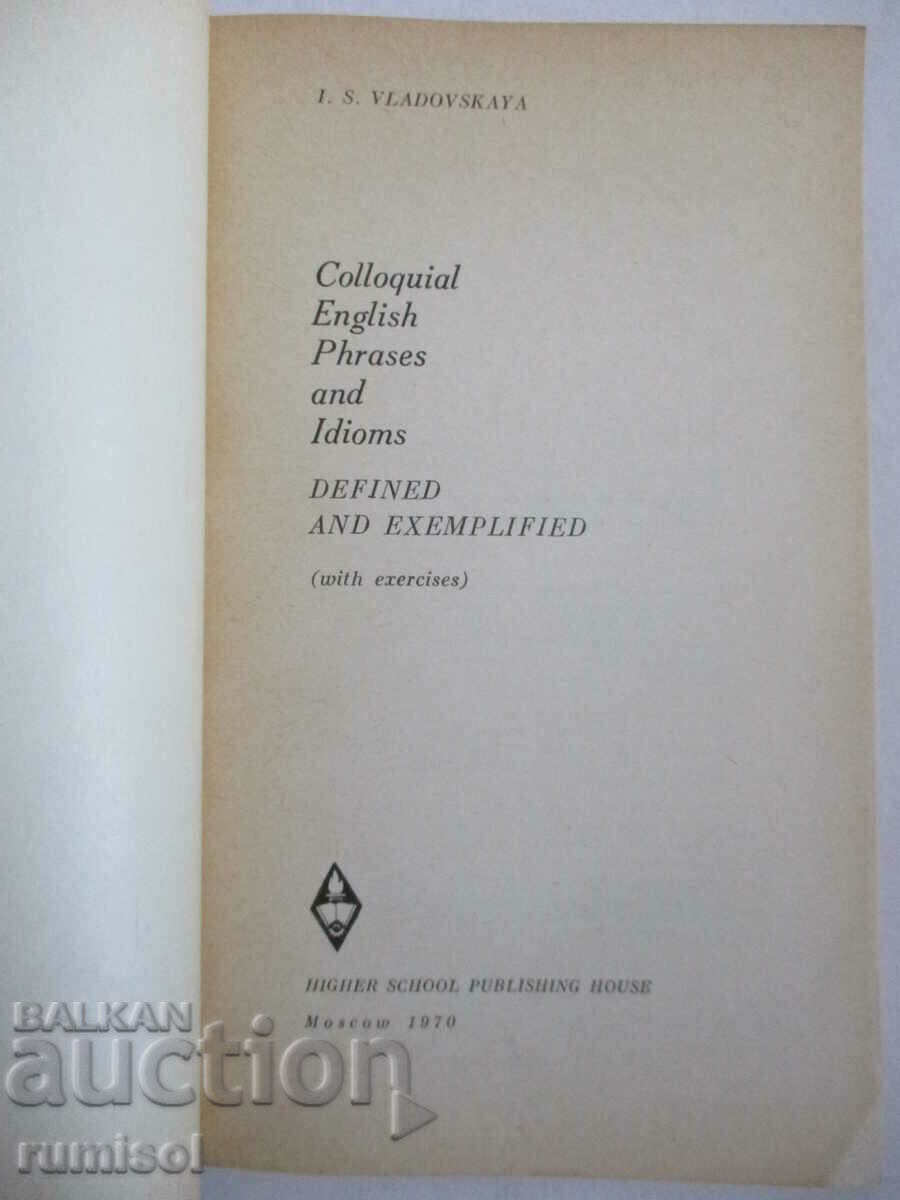 I. S. VLADOVSKAYA
Colloquial
English
Phrases
and
Idioms
DEFINED
AND EXEMPLIFIED
(with exercises)
HIGHER SCHOOL PUBLISHING HOUSE
Moscow 1970
BALKAN
auction
rumisol